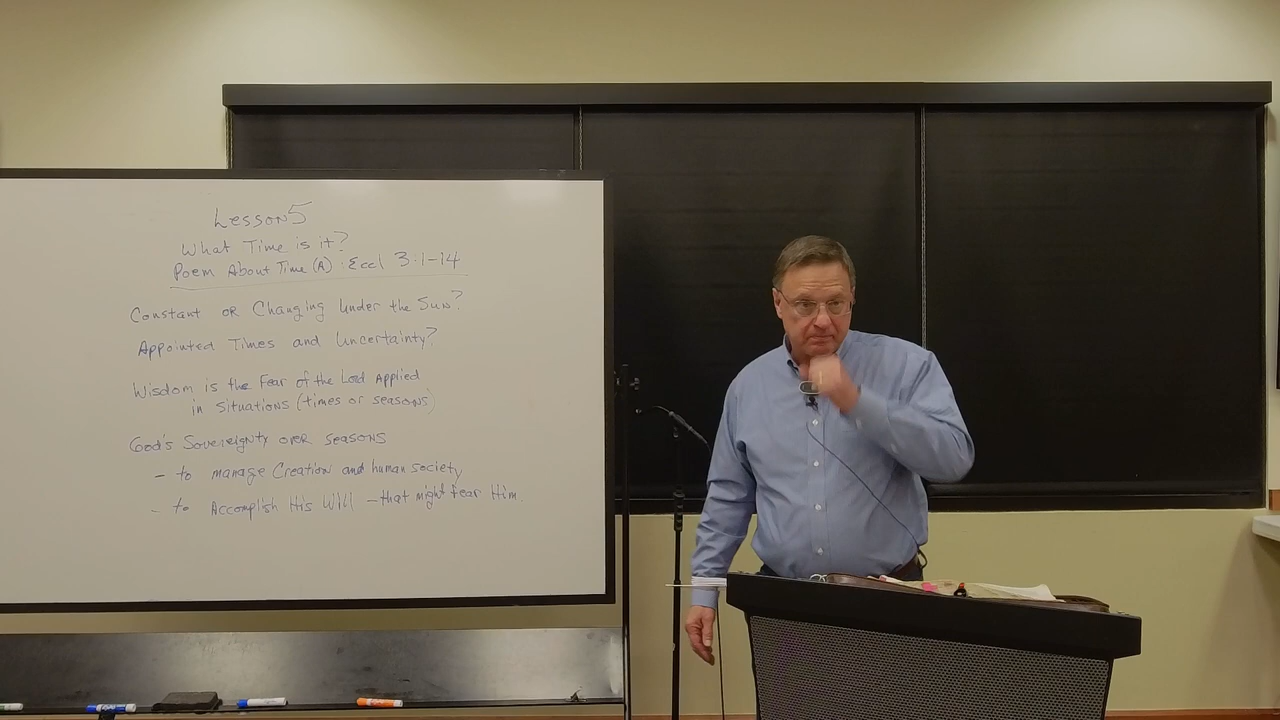 Lesson 5
What Time is it?
Poem About Time (A) : Eccl 3:1-14
Constant or Changing Under the Sun?
Appointed Times and Uncertainty?
Wisdom is the Fear of the Lord Applied
in Situations (times or seasons)
God's Sovereignty over seasons
- to manage Creation and human society
- to Accomplish His Will - that might fear Him.